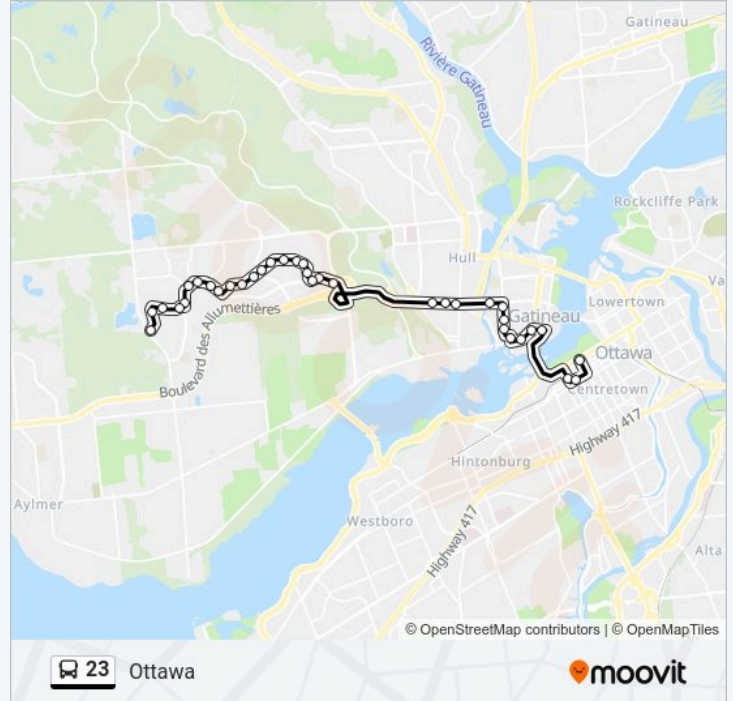 Gatineau
Rivière Gatineau
Rockcliffe Park
Hull
Va
Lowertown
Gatineau
Boulevard des Allumettières
Ottawa
Centretown
Highway 417
Hintonburg
Aylmer
Westboro
Highway 417
Alta
© OpenStreetMap contributors | © OpenMapTiles
23 Ottawa
moovit